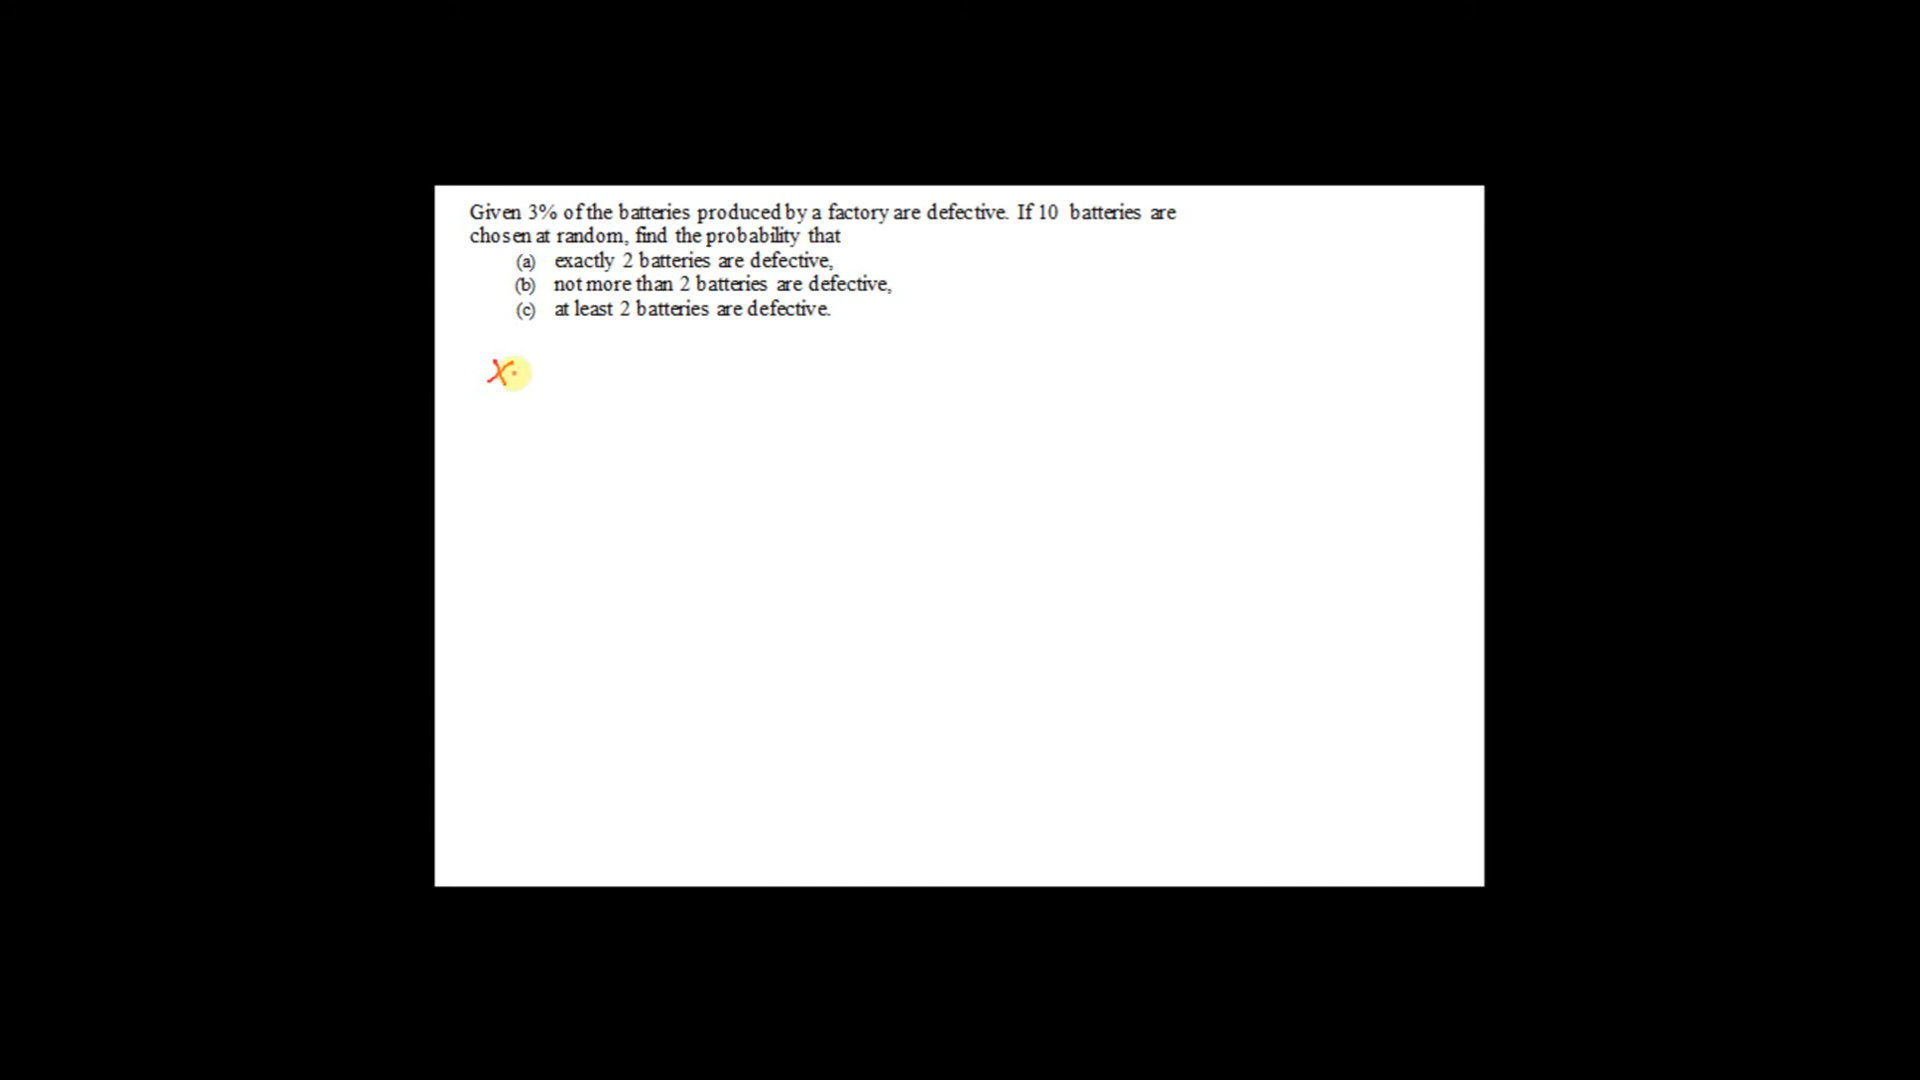 Given 3% of the batteries produced by a factory are defective. If 10 batteries are
chosen at random, find the probability that
(a) exactly 2 batteries are defective,
(b) not more than 2 batteries are defective,
(c) at least 2 batteries are defective.
X